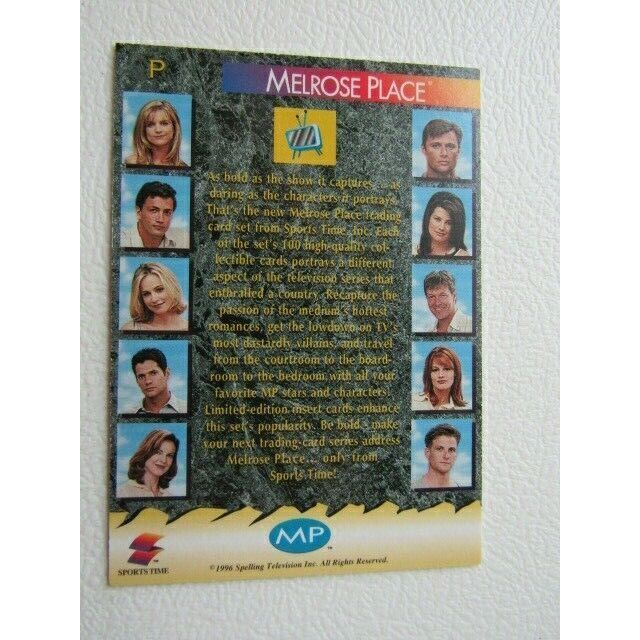 P
MELROSE PLACE™
As bold as the show it captures... as
daring as the characters it portrays.
That's the new Melrose Place trading
card set from Sports Time, Inc. Each
of the set's 100 high-quality col-
lectible cards portrays a different
aspect of the television series that
enthralled a country. Recapture the
passion of the medium's hottest
romances, get the lowdown on TV's
most dastardly villains, and travel
from the courtroom to the board-
room to the bedroom with all your
favorite MP stars and characters.
Limited-edition insert cards enhance
this set's popularity. Be bold - make
your next trading-card series address
Melrose Place... only from
Sports Time!
MP™
SPORTS TIME™
©1996 Spelling Television Inc. All Rights Reserved.